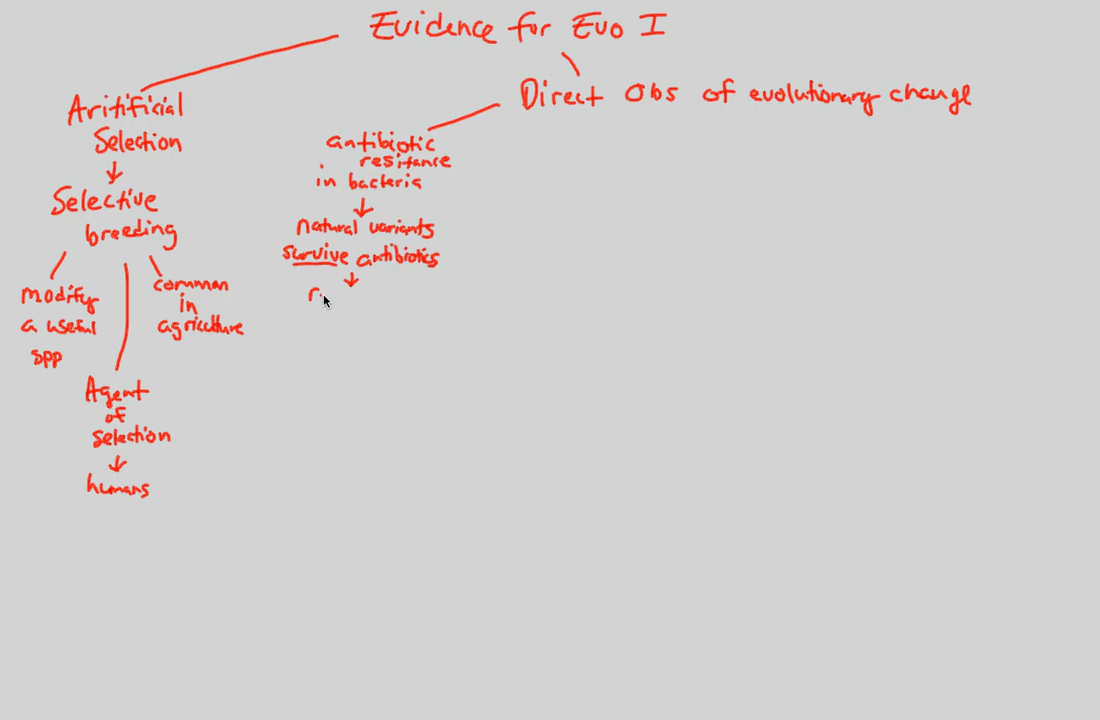 Evidence for Evo I
Aritificial
Selection
Selective
breeding
modify
a useful
spp
common
in
agriculture
Agent
of
selection
humans
Direct Obs of evolutionary change
antibiotic
resitance
in bacteria
natural variants
survive antibiotics
r